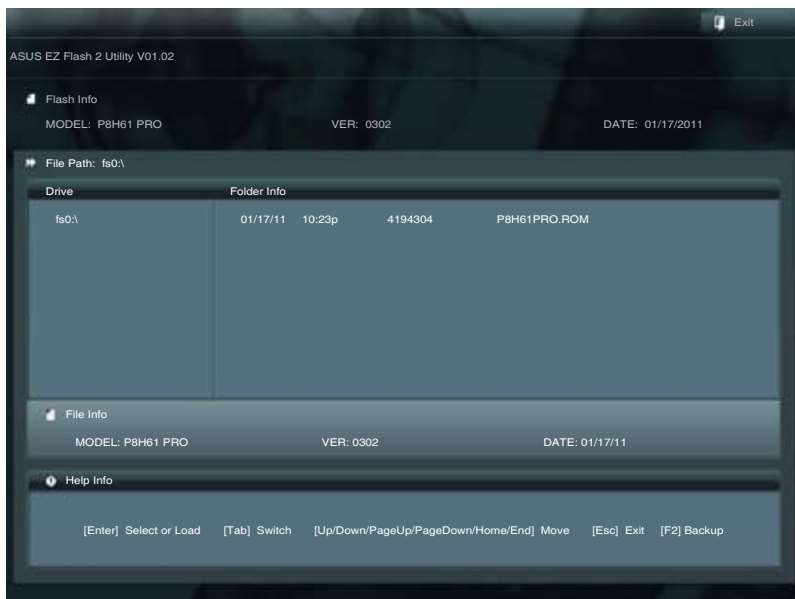 Exit
ASUS EZ Flash 2 Utility V01.02
Flash Info
MODEL: P8H61 PRO VER: 0302 DATE: 01/17/2011
File Path: fs0:\
Drive Folder Info
fs0:\ 01/17/11 10:23p 4194304 P8H61PRO.ROM
File Info
MODEL: P8H61 PRO VER: 0302 DATE: 01/17/11
Help Info
[Enter] Select or Load [Tab] Switch [Up/Down/PageUp/PageDown/Home/End] Move [Esc] Exit [F2] Backup